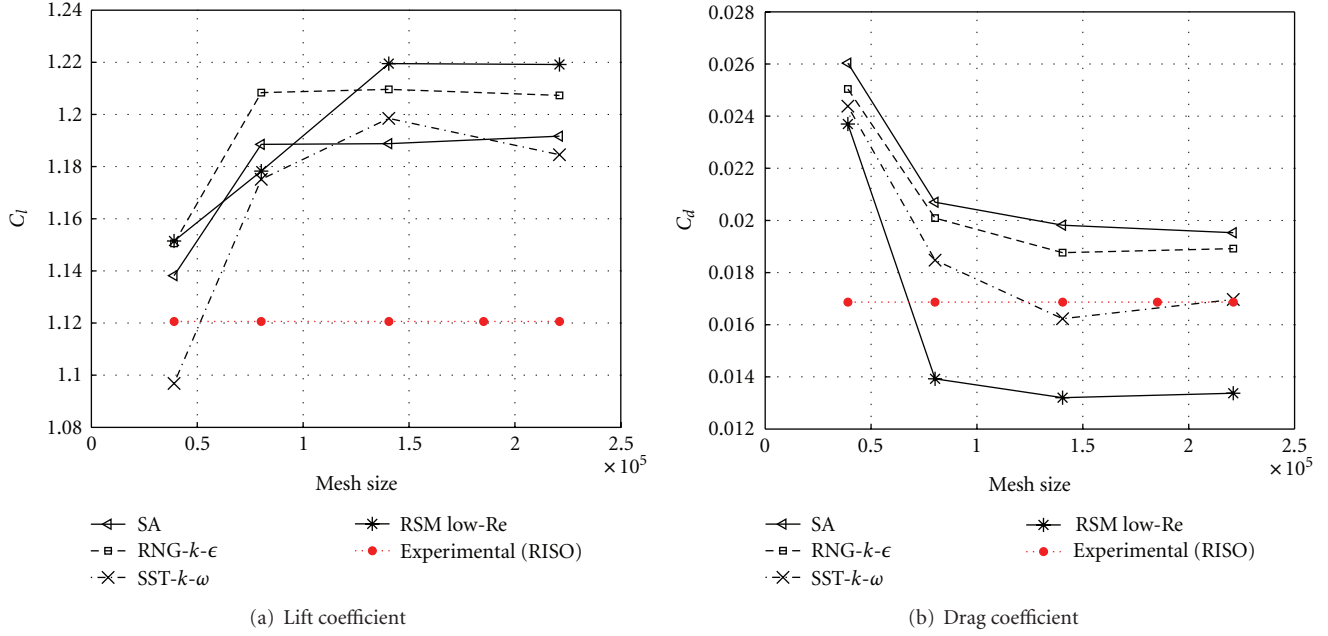 1.24
1.22
1.2
1.18
1.16
1.14
1.12
1.1
1.08
C_l
0 0.5 1 1.5 2 2.5
×10^5
Mesh size
SA
RNG-k-ϵ
SST-k-ω
RSM low-Re
Experimental (RISO)
(a) Lift coefficient
0.028
0.026
0.024
0.022
0.02
0.018
0.016
0.014
0.012
C_d
0 0.5 1 1.5 2 2.5
×10^5
Mesh size
SA
RNG-k-ϵ
SST-k-ω
RSM low-Re
Experimental (RISO)
(b) Drag coefficient